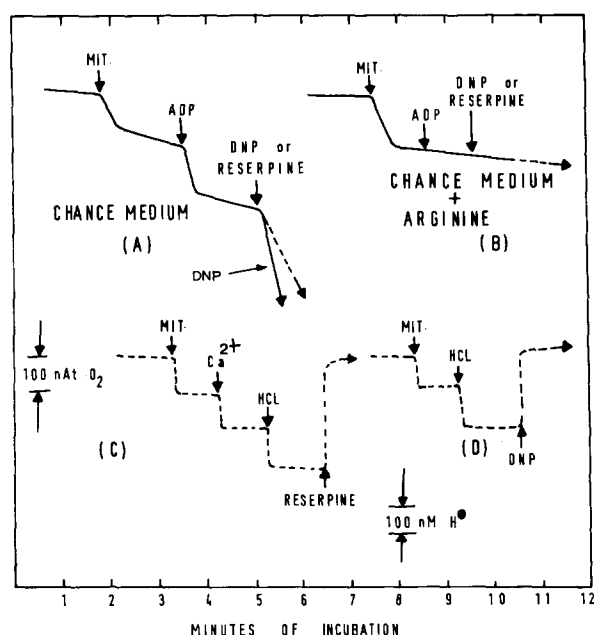 MIT.
ADP
DNP or
RESERPINE
CHANCE MEDIUM
(A)
DNP
MIT.
ADP
DNP or
RESERPINE
CHANCE MEDIUM
+
ARGININE
(B)
100 nAt O2
MIT.
Ca2+
HCL
RESERPINE
(C)
MIT.
HCL
DNP
(D)
100 nM H⊕
1 2 3 4 5 6 7 8 9 10 11 12
MINUTES OF INCUBATION